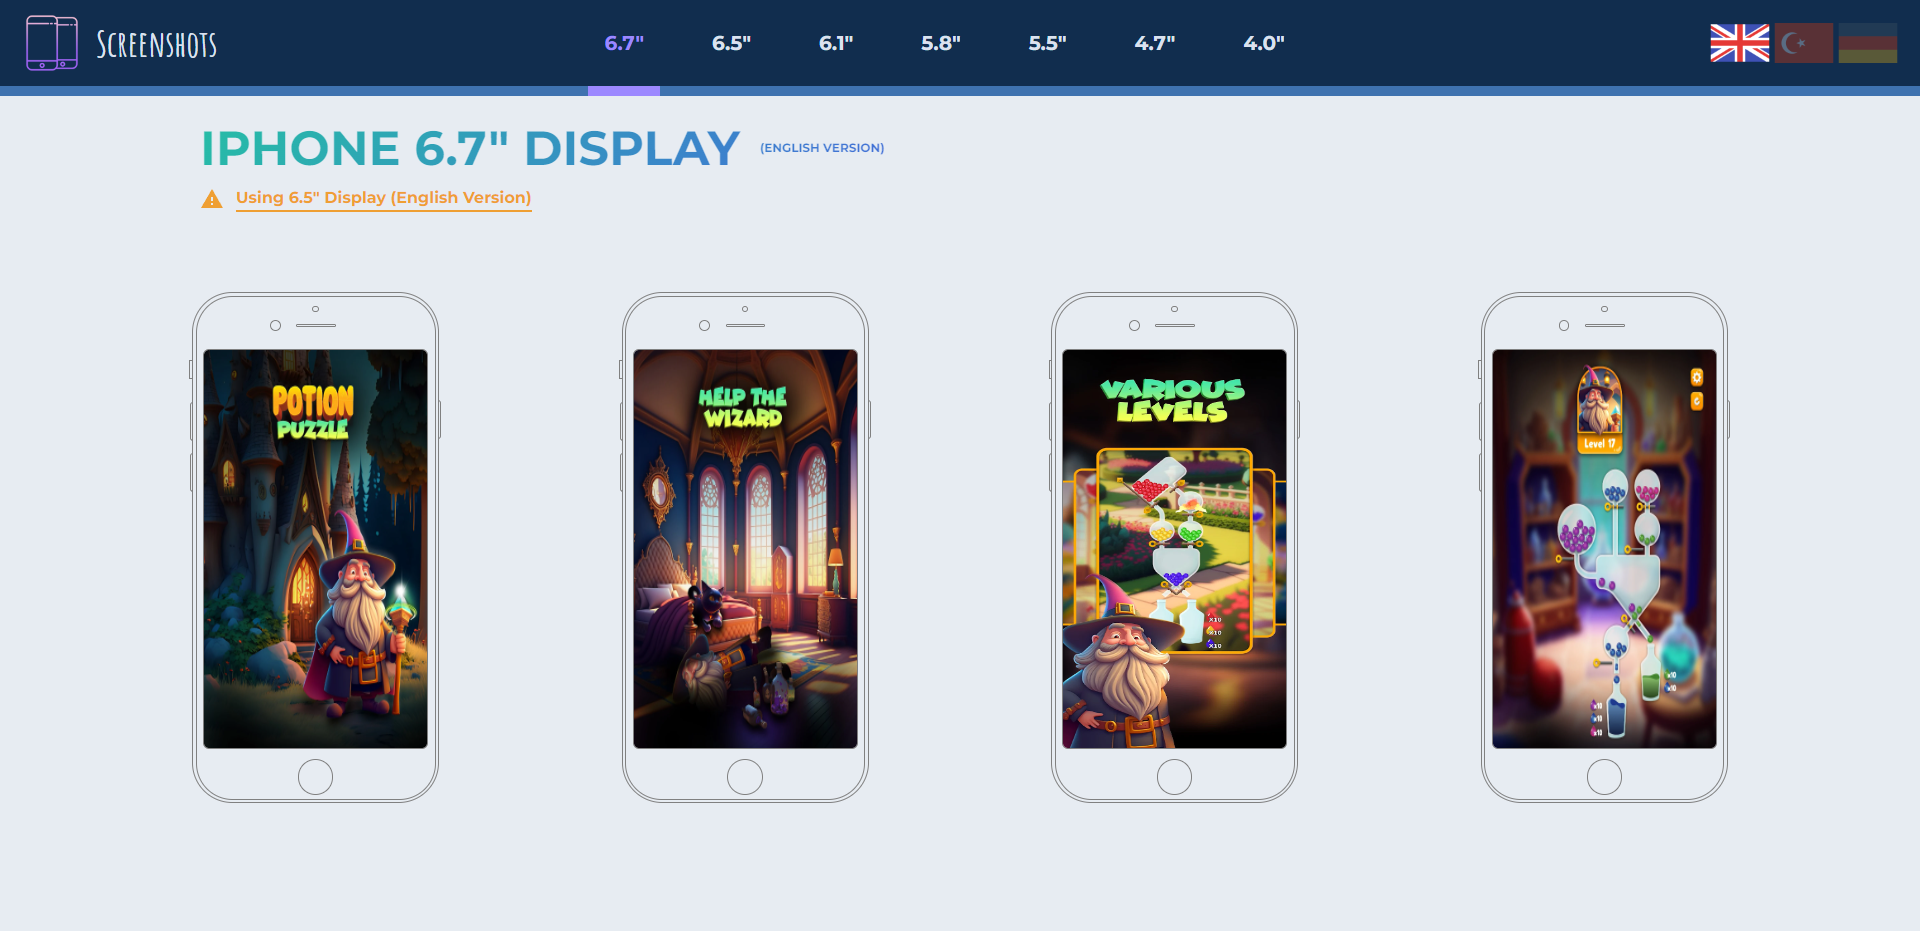 Screenshots
6.7" 6.5" 6.1" 5.8" 5.5" 4.7" 4.0"
IPHONE 6.7" DISPLAY (ENGLISH VERSION)
Using 6.5" Display (English Version)
POTION
PUZZLE
HELP THE
WIZARD
VARIOUS
LEVELS
X10
X10
X10
Level 17
x10
x10
x10
x10
x10